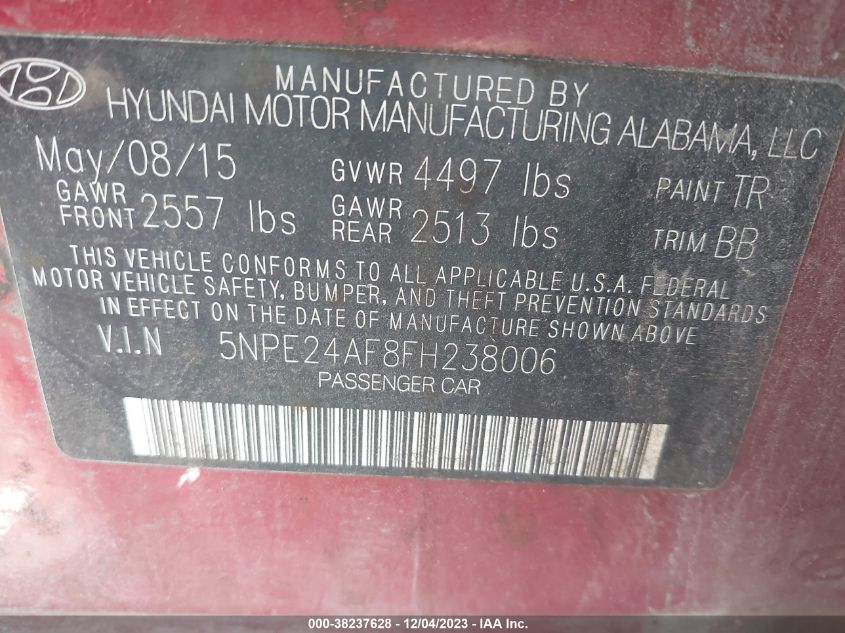 MANUFACTURED BY
HYUNDAI MOTOR MANUFACTURING ALABAMA, LLC
May/08/15 GVWR 4497 lbs PAINT TR
GAWR FRONT 2557 lbs GAWR REAR 2513 lbs TRIM BB
THIS VEHICLE CONFORMS TO ALL APPLICABLE U.S.A. FEDERAL
MOTOR VEHICLE SAFETY, BUMPER, AND THEFT PREVENTION STANDARDS
IN EFFECT ON THE DATE OF MANUFACTURE SHOWN ABOVE
V.I.N 5NPE24AF8FH238006
PASSENGER CAR
000-38237628 - 12/04/2023 - IAA Inc.